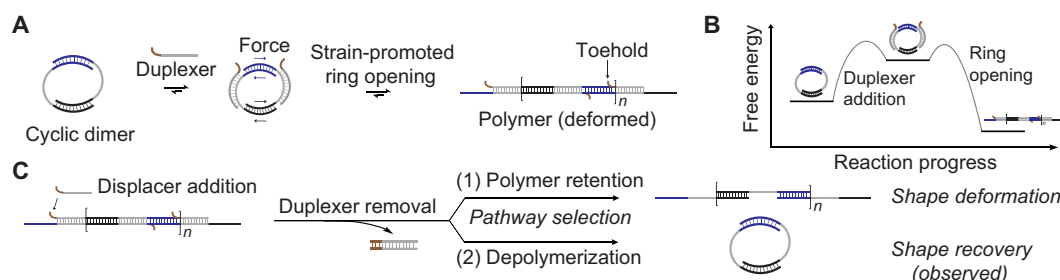 A
Duplexer
Cyclic dimer
Force
Strain-promoted
ring opening
Toehold
n
Polymer (deformed)
B
Free energy
Duplexer
addition
Ring
opening
n
Reaction progress
C
Displacer addition
n
Duplexer removal
(1) Polymer retention
Pathway selection
(2) Depolymerization
n
Shape deformation
Shape recovery
(observed)